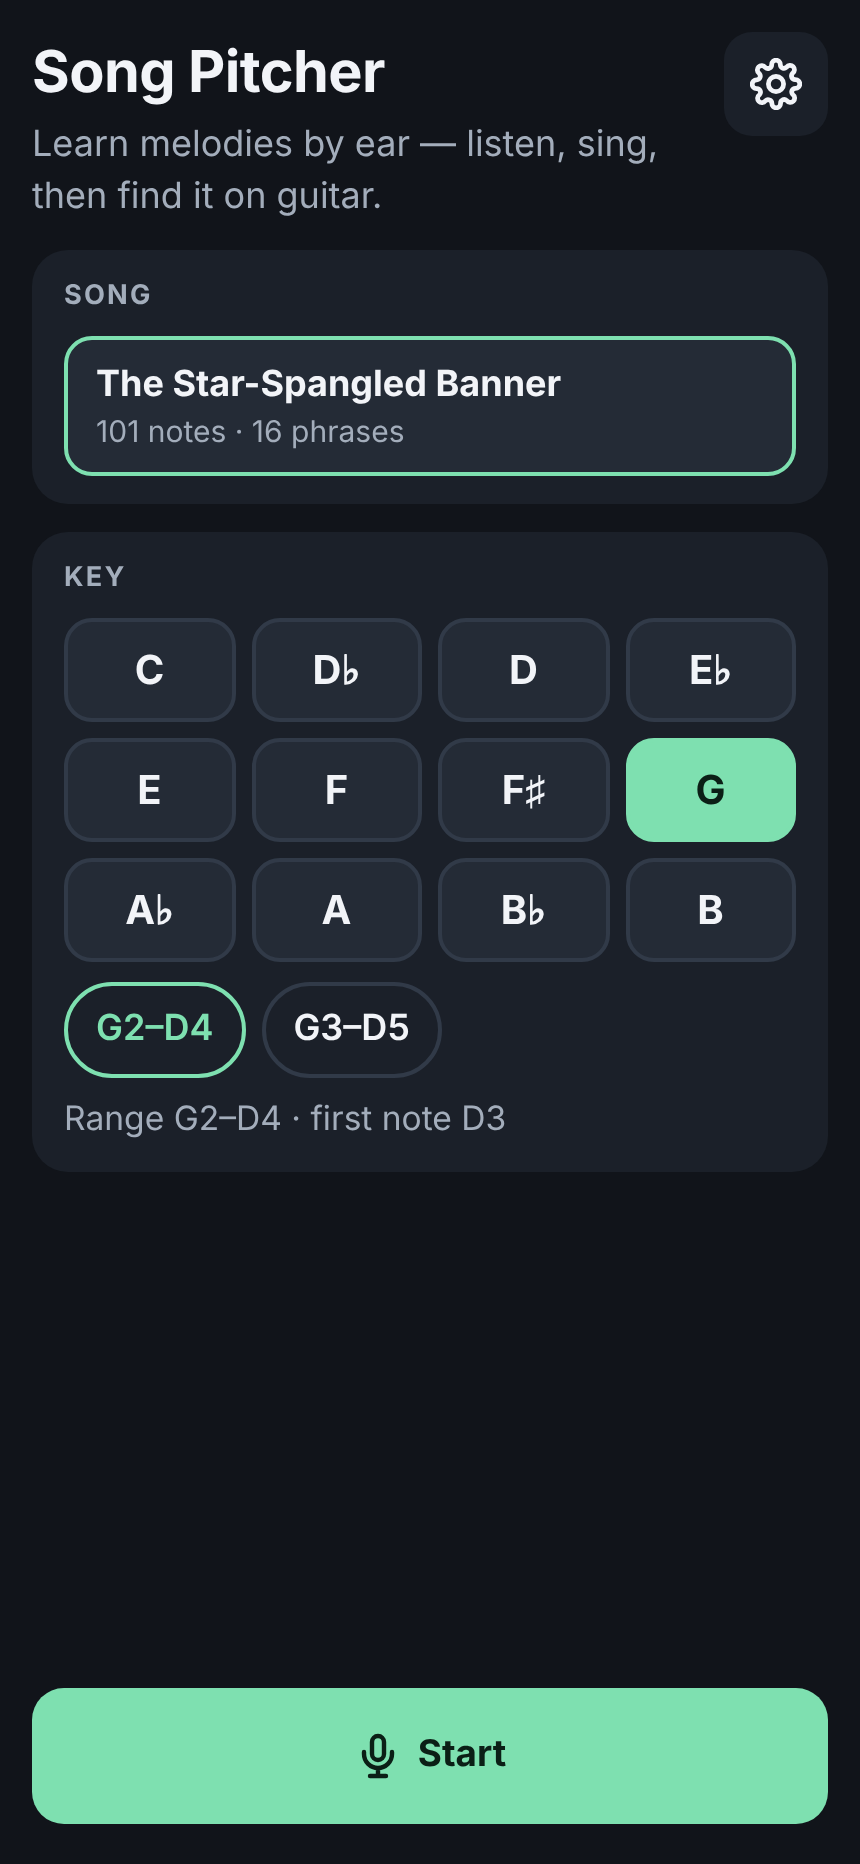 Song Pitcher
Learn melodies by ear — listen, sing,
then find it on guitar.
SONG
The Star-Spangled Banner
101 notes · 16 phrases
KEY
C D♭ D E♭
E F F♯ G
A♭ A B♭ B
G2–D4 G3–D5
Range G2–D4 · first note D3
Start